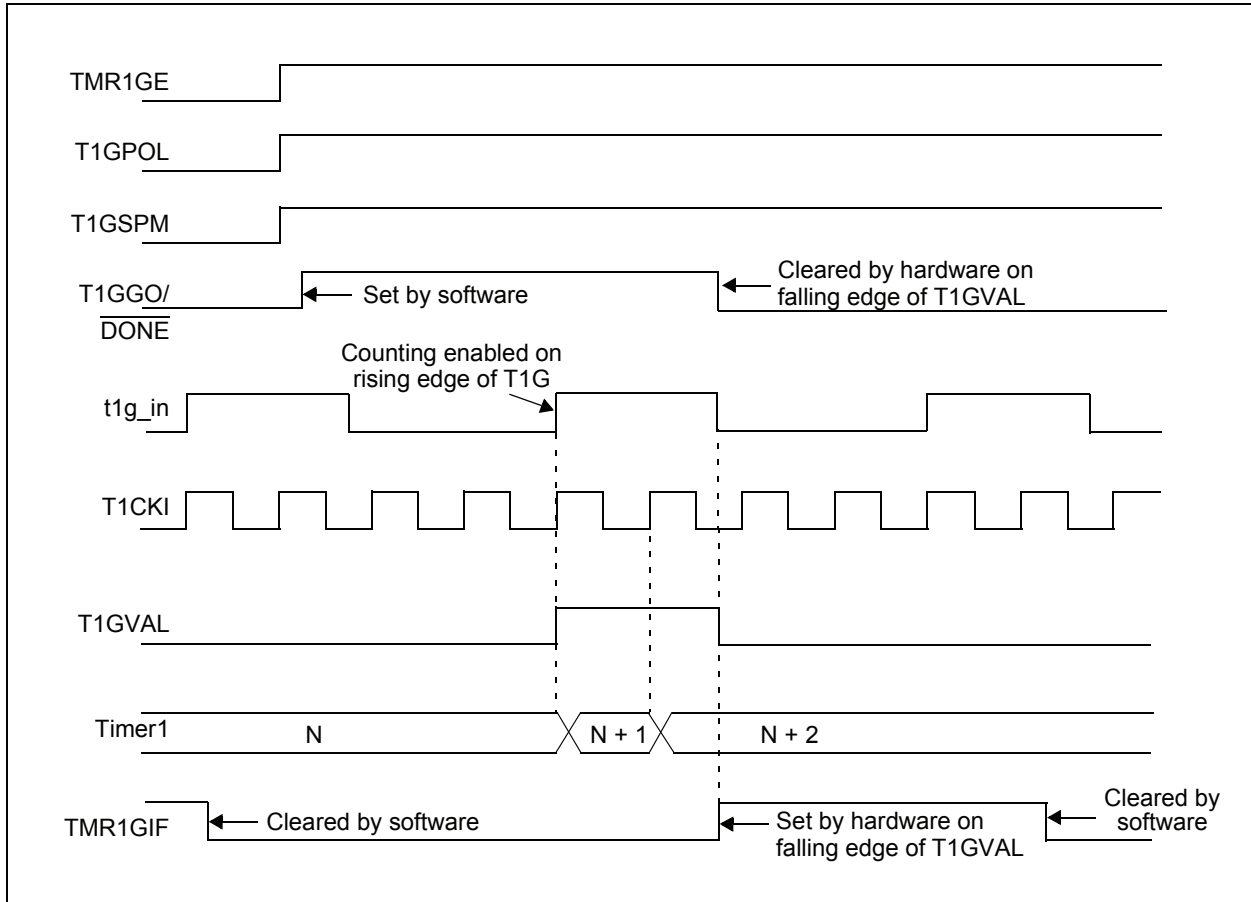 TMR1GE
T1GPOL
T1GSPM
T1GGO/
DONE
Set by software
Cleared by hardware on
falling edge of T1GVAL
Counting enabled on
rising edge of T1G
t1g_in
T1CKI
T1GVAL
Timer1
N
N + 1
N + 2
TMR1GIF
Cleared by software
Set by hardware on
falling edge of T1GVAL
Cleared by
software